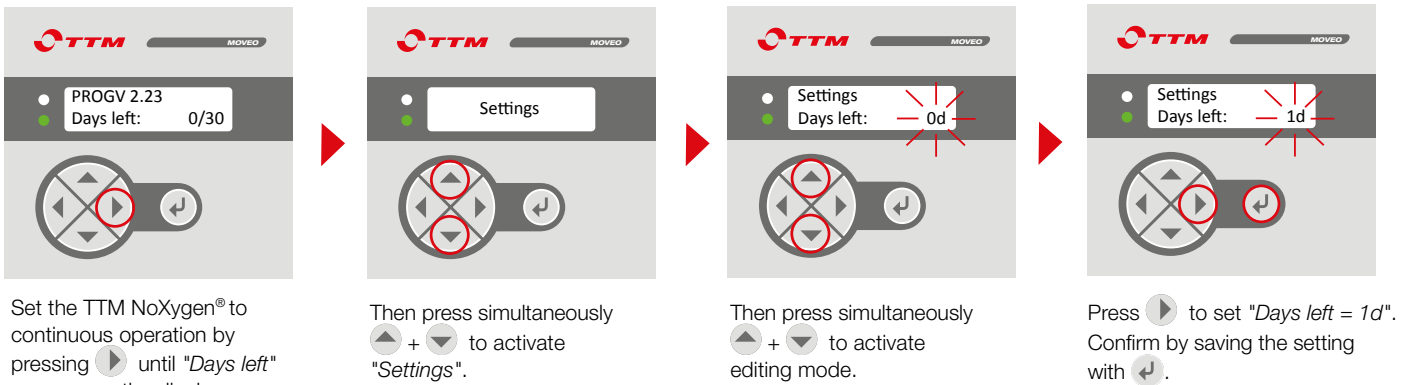 TTM MOVEO
PROGV 2.23
Days left: 0/30
Set the TTM NoXygen® to
continuous operation by
pressing until "Days left"
TTM MOVEO
Settings
Then press simultaneously
+ to activate
"Settings".
TTM MOVEO
Settings
Days left: 0d
Then press simultaneously
+ to activate
editing mode.
TTM MOVEO
Settings
Days left: 1d
Press to set "Days left = 1d".
Confirm by saving the setting
with .